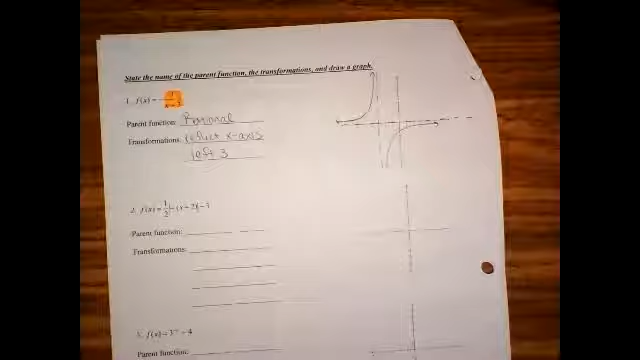 State the name of the parent function, the transformations, and draw a graph.
1. f(x) = -
Parent function: Rational
Transformations: reflect x-axis
left 3
2. f(x) =
Parent function:
Transformations:
Parent function: